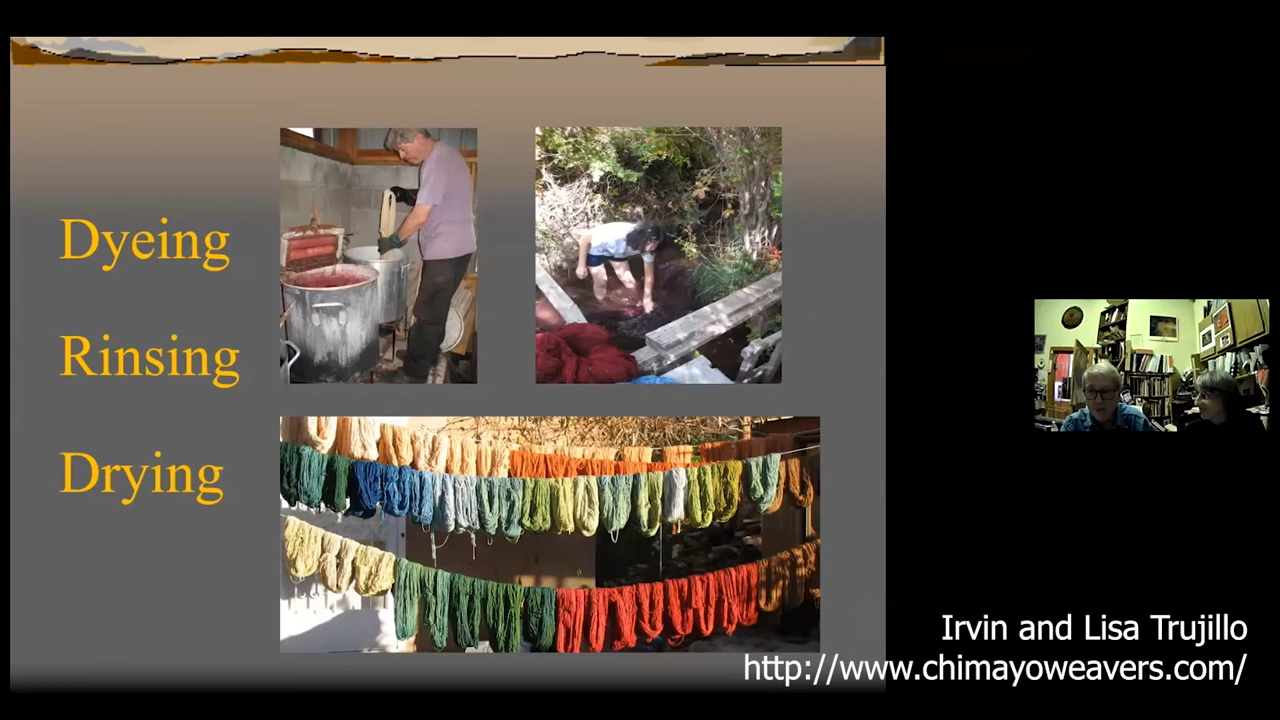 Dyeing
Rinsing
Drying
Irvin and Lisa Trujillo
http://www.chimayoweavers.com/